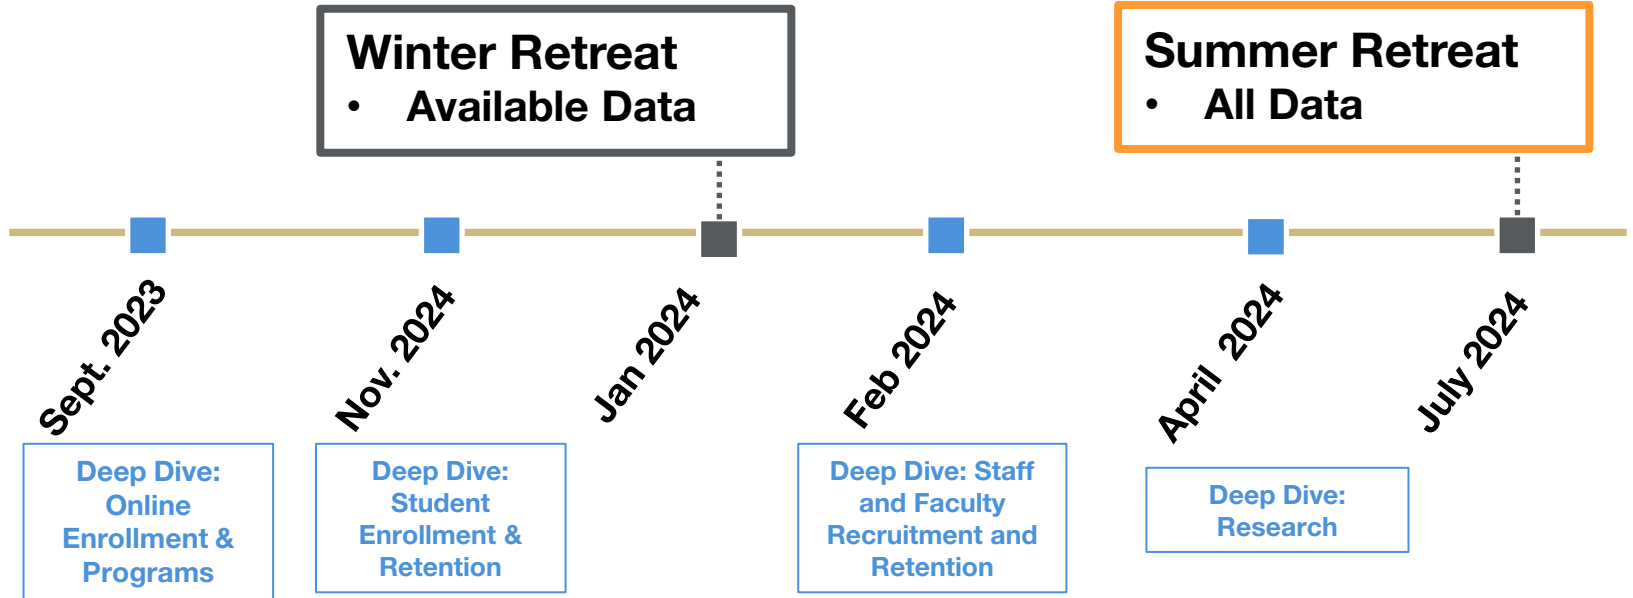 Winter Retreat
• Available Data
Summer Retreat
• All Data
Sept. 2023
Nov. 2024
Jan 2024
Feb 2024
April 2024
July 2024
Deep Dive:
Online
Enrollment &
Programs
Deep Dive:
Student
Enrollment &
Retention
Deep Dive: Staff
and Faculty
Recruitment and
Retention
Deep Dive:
Research